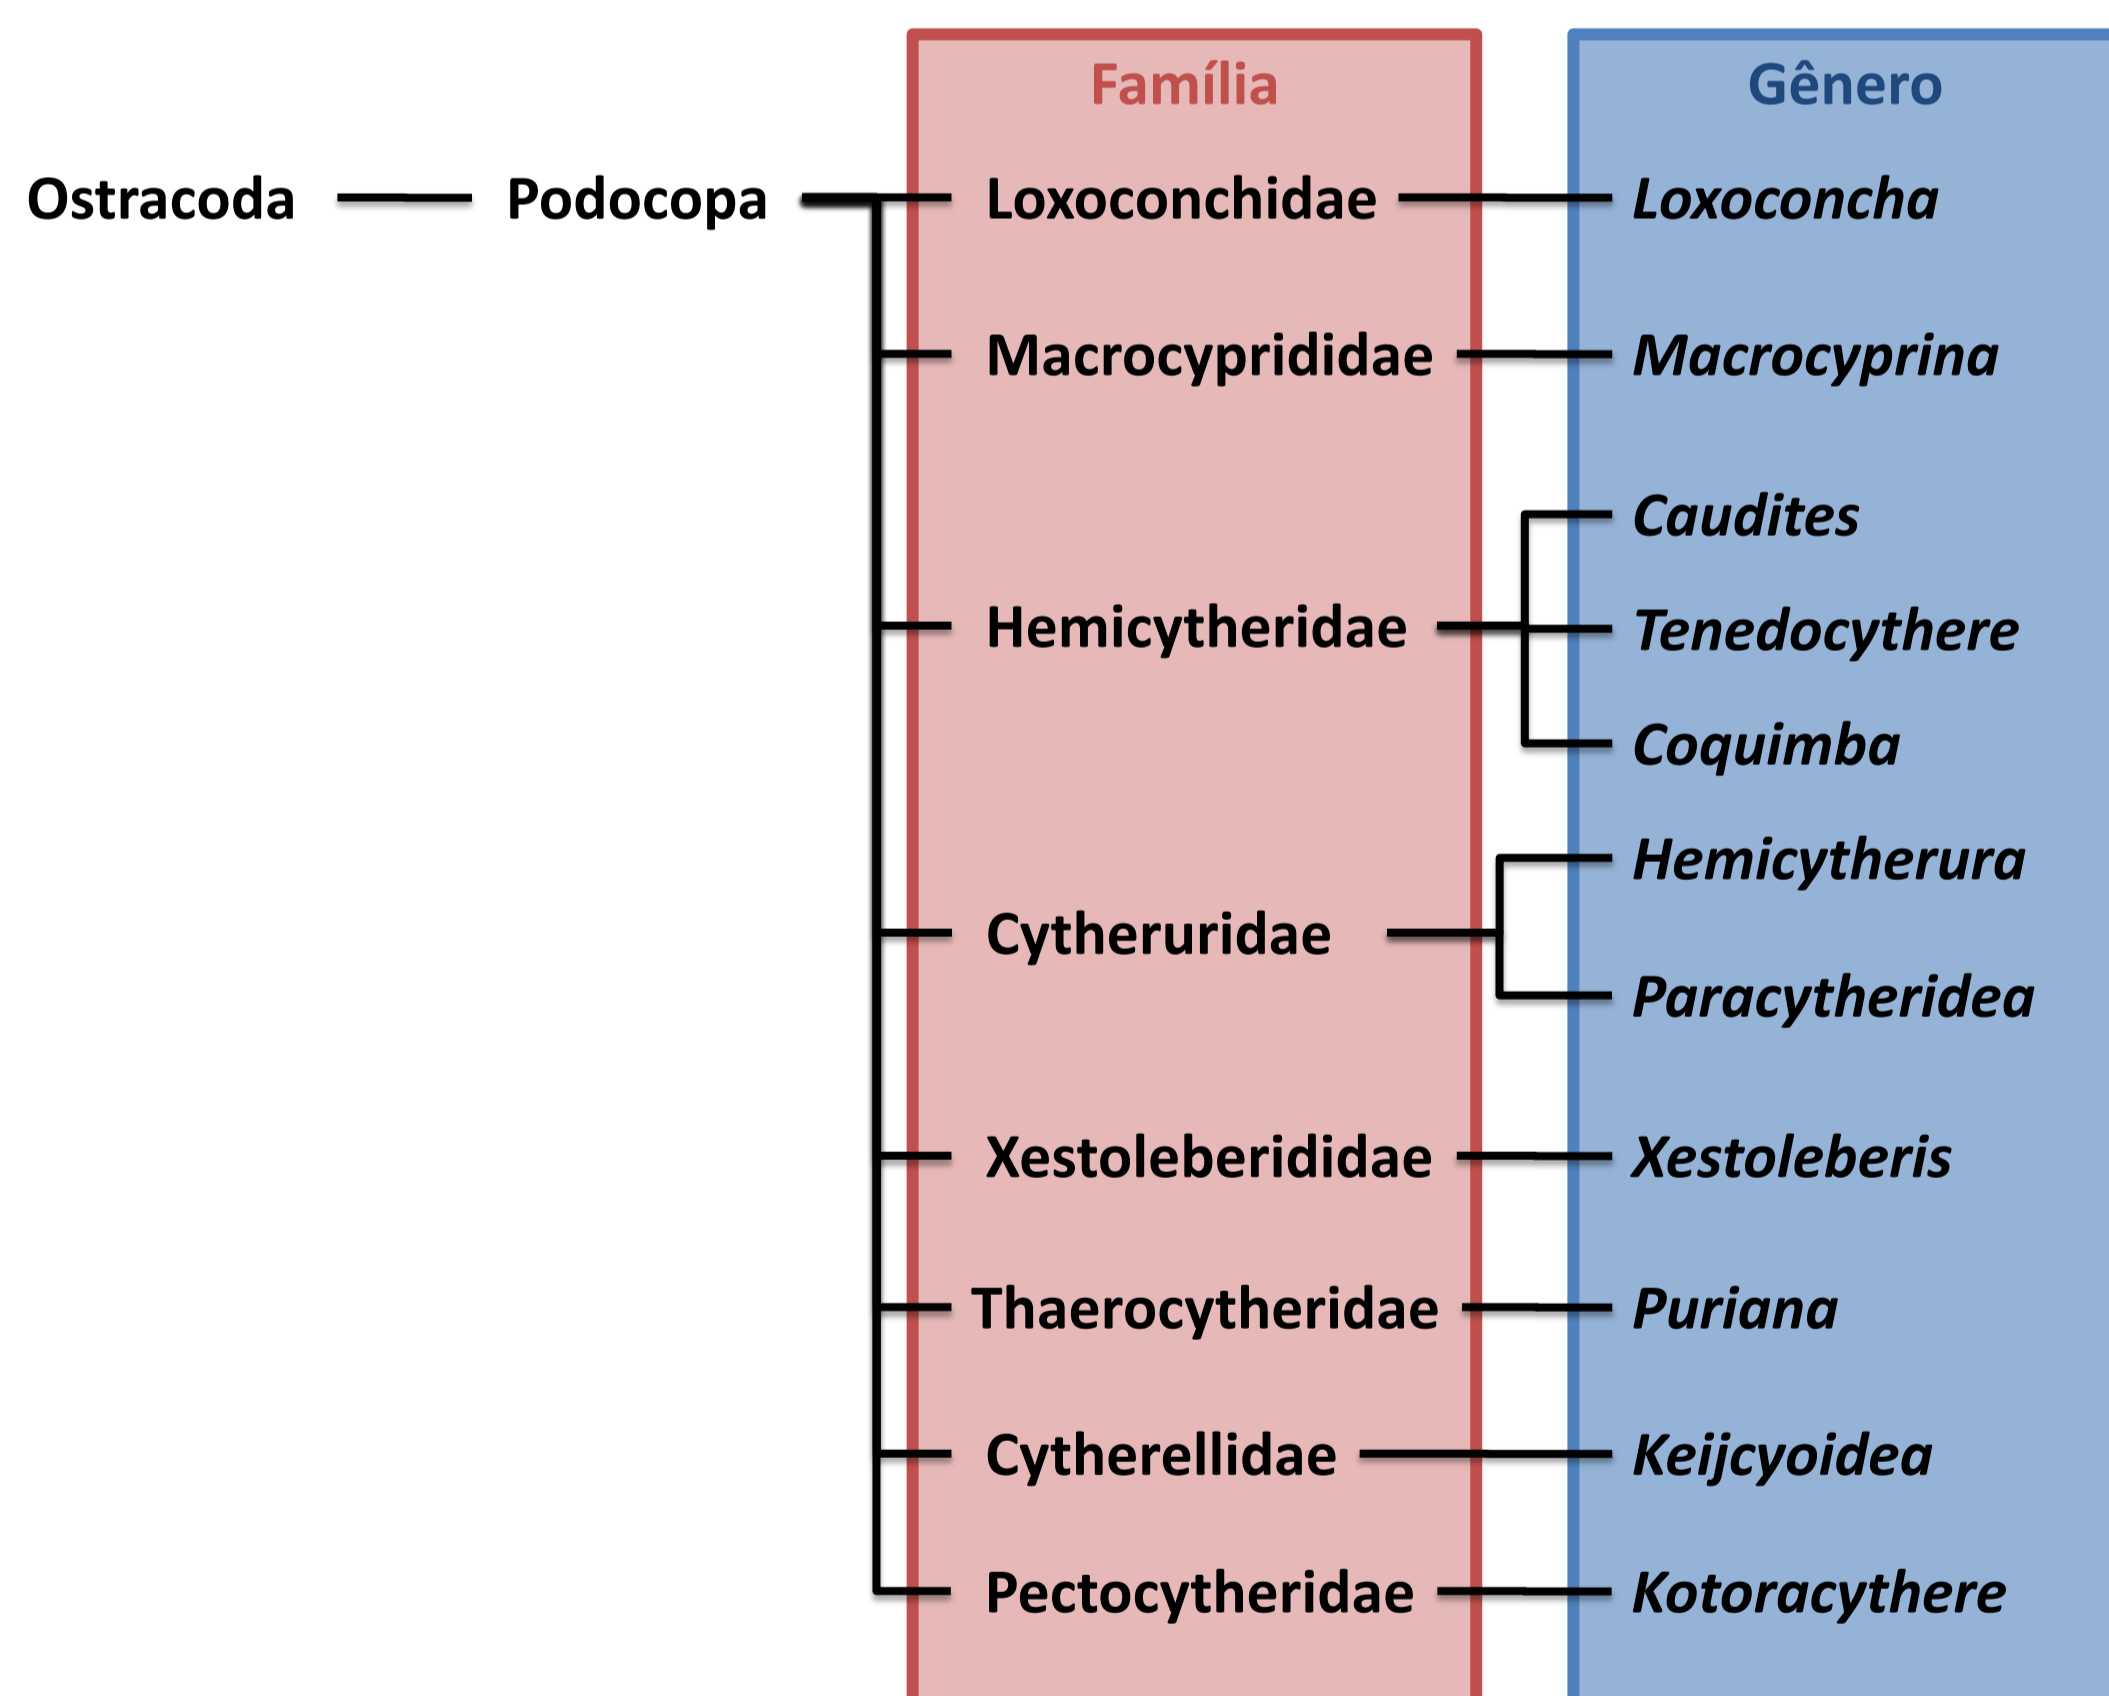 Família Gênero
Ostracoda Podocopa Loxoconchidae Loxoconcha
Macrocyprididae Macrocyprina
Caudites
Hemicytheridae Tenedocythere
Coquimba
Hemicytherura
Cytheruridae
Paracytheridea
Xestoleberididae Xestoleberis
Thaerocytheridae Puriana
Cytherellidae Keijcyoidea
Pectocytheridae Kotoracythere